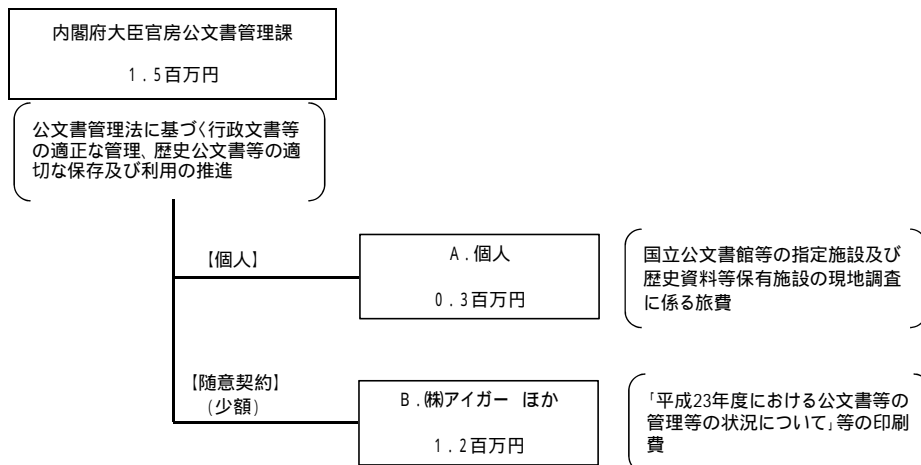 内閣府大臣官房公文書管理課
1.5百万円
公文書管理法に基づく行政文書等
の適正な管理、歴史公文書等の適
切な保存及び利用の推進
【個人】
A.個人
0.3百万円
国立公文書館等の指定施設及び
歴史資料等保有施設の現地調査
に係る旅費
【随意契約】
(少額)
B.㈱アイガー ほか
1.2百万円
「平成23年度における公文書等の
管理等の状況について」等の印刷
費